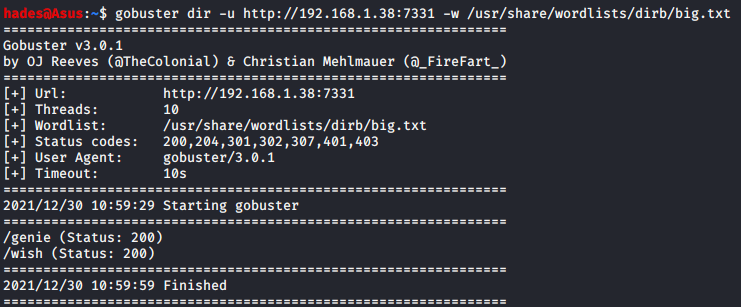 hades@Asus:~$ gobuster dir -u http://192.168.1.38:7331 -w /usr/share/wordlists/dirb/big.txt
===============================================================
Gobuster v3.0.1
by OJ Reeves (@TheColonial) & Christian Mehlmauer (@_FireFart_)
===============================================================
[+] Url:            http://192.168.1.38:7331
[+] Threads:        10
[+] Wordlist:       /usr/share/wordlists/dirb/big.txt
[+] Status codes:   200,204,301,302,307,401,403
[+] User Agent:     gobuster/3.0.1
[+] Timeout:        10s
===============================================================
2021/12/30 10:59:29 Starting gobuster
===============================================================
/genie (Status: 200)
/wish (Status: 200)
===============================================================
2021/12/30 10:59:59 Finished
===============================================================